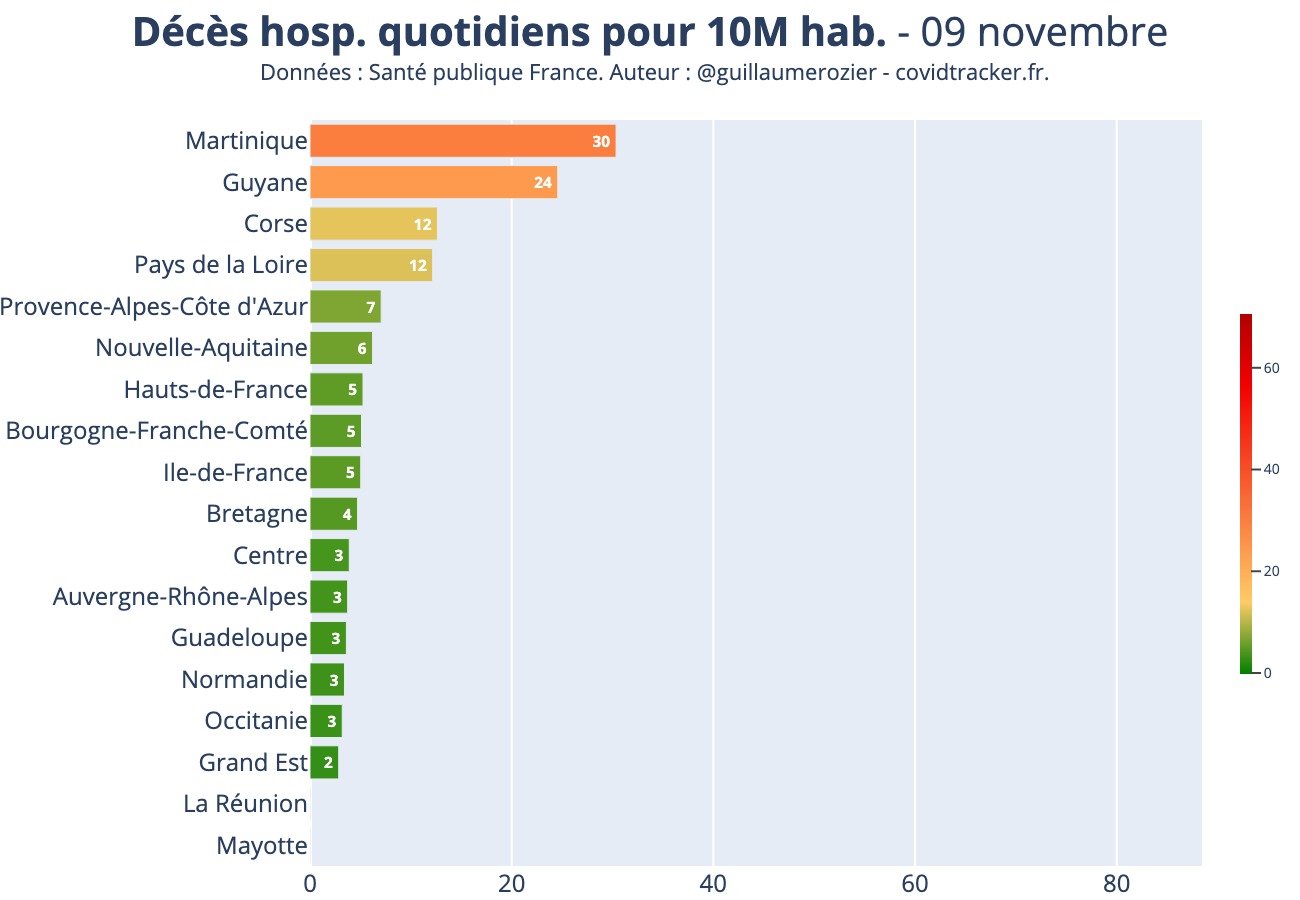 Décès hosp. quotidiens pour 10M hab. - 09 novembre
Données : Santé publique France. Auteur : @guillaumerozier - covidtracker.fr.
Martinique 30
Guyane 24
Corse 12
Pays de la Loire 12
Provence-Alpes-Côte d'Azur 7
Nouvelle-Aquitaine 6
Hauts-de-France 5
Bourgogne-Franche-Comté 5
Ile-de-France 5
Bretagne 4
Centre 3
Auvergne-Rhône-Alpes 3
Guadeloupe 3
Normandie 3
Occitanie 3
Grand Est 2
La Réunion
Mayotte
0 20 40 60 80
60
40
20
0